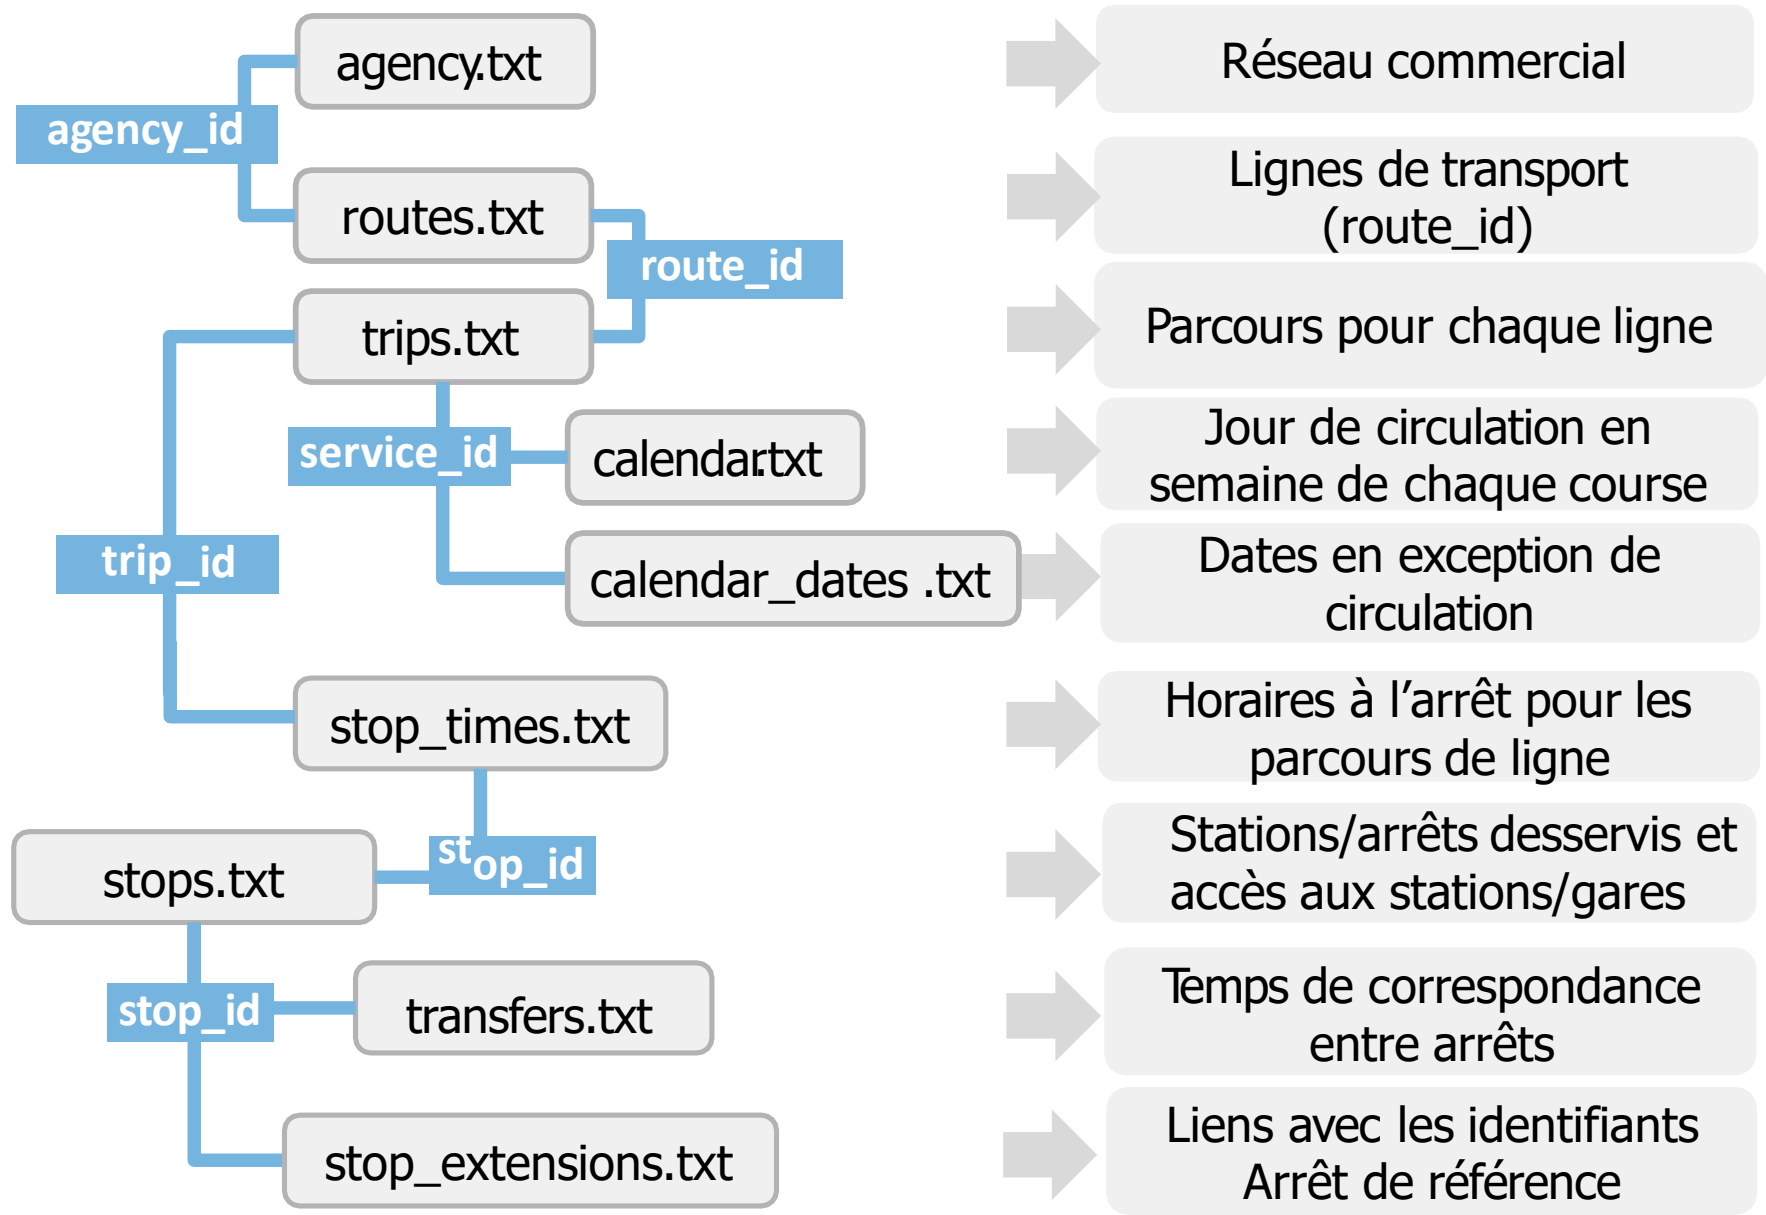 agency.txt
Réseau commercial
agency_id
routes.txt
Lignes de transport
(route_id)
route_id
trips.txt
Parcours pour chaque ligne
service_id
calendar.txt
Jour de circulation en
semaine de chaque course
trip_id
calendar_dates .txt
Dates en exception de
circulation
stop_times.txt
Horaires à l’arrêt pour les
parcours de ligne
stop_id
stops.txt
Stations/arrêts desservis et
accès aux stations/gares
stop_id
transfers.txt
Temps de correspondance
entre arrêts
stop_extensions.txt
Liens avec les identifiants
Arrêt de référence